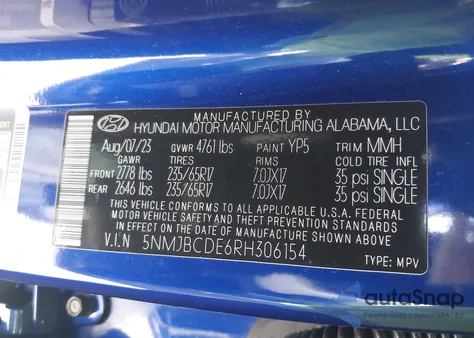 MANUFACTURED BY
HYUNDAI MOTOR MANUFACTURING ALABAMA, LLC
Aug/07/23 GVWR 4761 lbs PAINT YP5 TRIM MMH
GAWR TIRES RIMS COLD TIRE INFL
FRONT 2778 lbs 235/65R17 7.0JX17 35 psi SINGLE
REAR 2646 lbs 235/65R17 7.0JX17 35 psi SINGLE
THIS VEHICLE CONFORMS TO ALL APPLICABLE U.S.A. FEDERAL
MOTOR VEHICLE SAFETY AND THEFT PREVENTION STANDARDS
IN EFFECT ON THE DATE OF MANUFACTURE SHOWN ABOVE.
V.I.N 5NMJBCDE6RH306154
TYPE: MPV
autoSnap